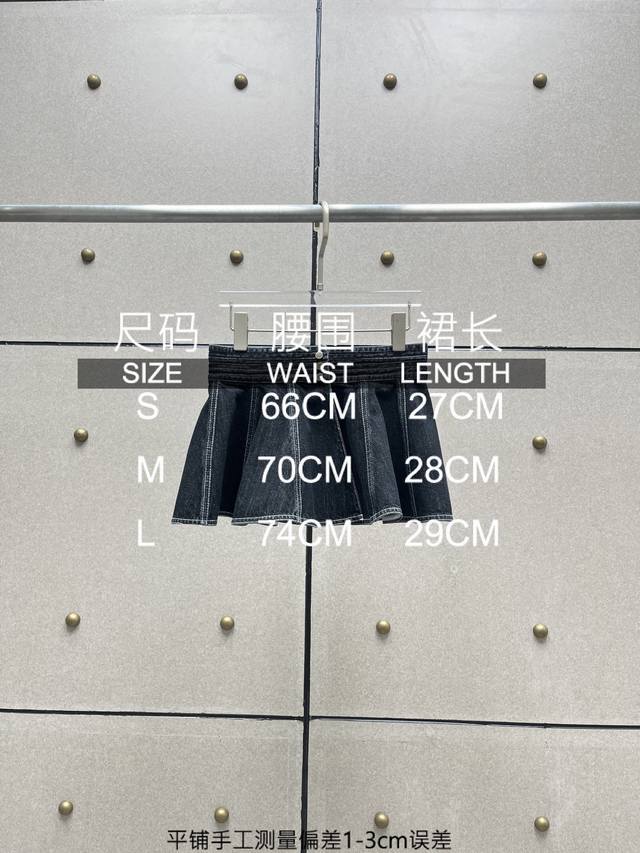 尺码 腰围 裙长
SIZE WAIST LENGTH
S 66CM 27CM
M 70CM 28CM
L 74CM 29CM
平铺手工测量偏差1-3cm误差